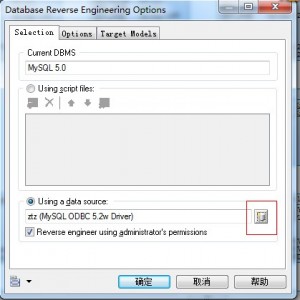 Database Reverse Engineering Options
Selection Options Target Models
Current DBMS
MySQL 5.0
Using script files:
Using a data source:
ztz (MySQL ODBC 5.2w Driver)
Reverse engineer using administrator's permissions
确定 取消 帮助